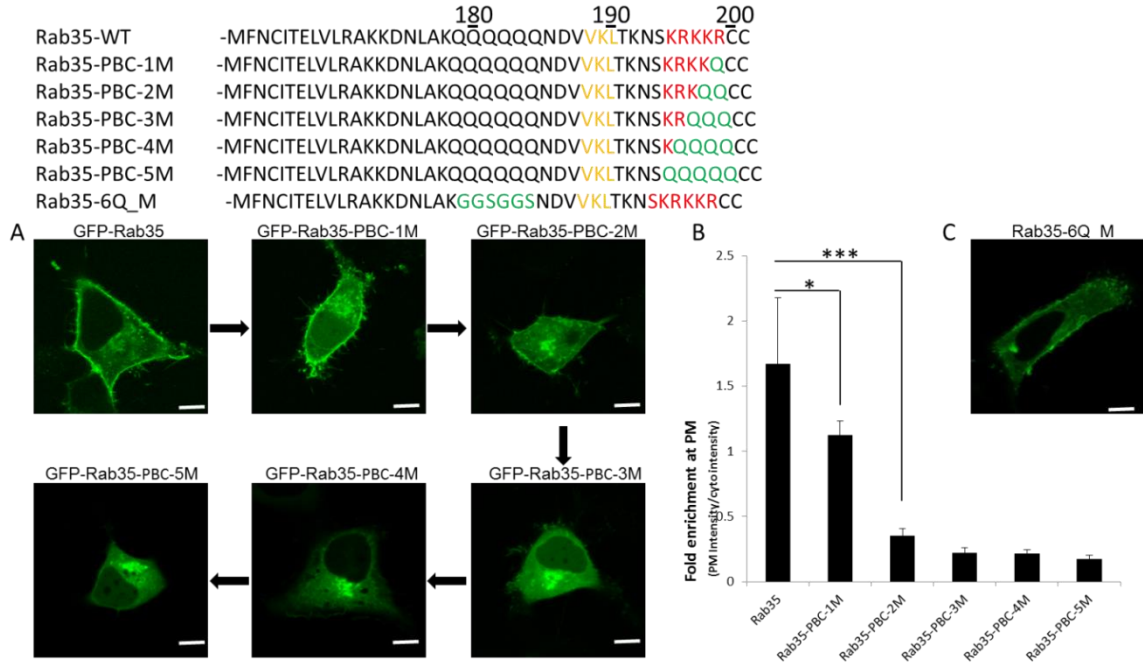 180 190 200
Rab35-WT -MFNCITELVLRAKKDNLAKQQQQQQNDVVKLTKNSKRKKRCC
Rab35-PBC-1M -MFNCITELVLRAKKDNLAKQQQQQQNDVVKLTKNSKRKKQCC
Rab35-PBC-2M -MFNCITELVLRAKKDNLAKQQQQQQNDVVKLTKNSKRKQQCC
Rab35-PBC-3M -MFNCITELVLRAKKDNLAKQQQQQQNDVVKLTKNSKRQQQCC
Rab35-PBC-4M -MFNCITELVLRAKKDNLAKQQQQQQNDVVKLTKNSKQQQQCC
Rab35-PBC-5M -MFNCITELVLRAKKDNLAKQQQQQQNDVVKLTKNSQQQQQCC
Rab35-6Q_M -MFNCITELVLRAKKDNLAKGGSGGSNDVVKLTKNSKRKKRCC
A
GFP-Rab35
GFP-Rab35-PBC-1M
GFP-Rab35-PBC-2M
GFP-Rab35-PBC-5M
GFP-Rab35-PBC-4M
GFP-Rab35-PBC-3M
B
Fold enrichment at PM
(PM Intensity/cyto intensity)
2.5
2
1.5
1
0.5
0
*
***
Rab35
Rab35-PBC-1M
Rab35-PBC-2M
Rab35-PBC-3M
Rab35-PBC-4M
Rab35-PBC-5M
C
Rab35-6Q_M